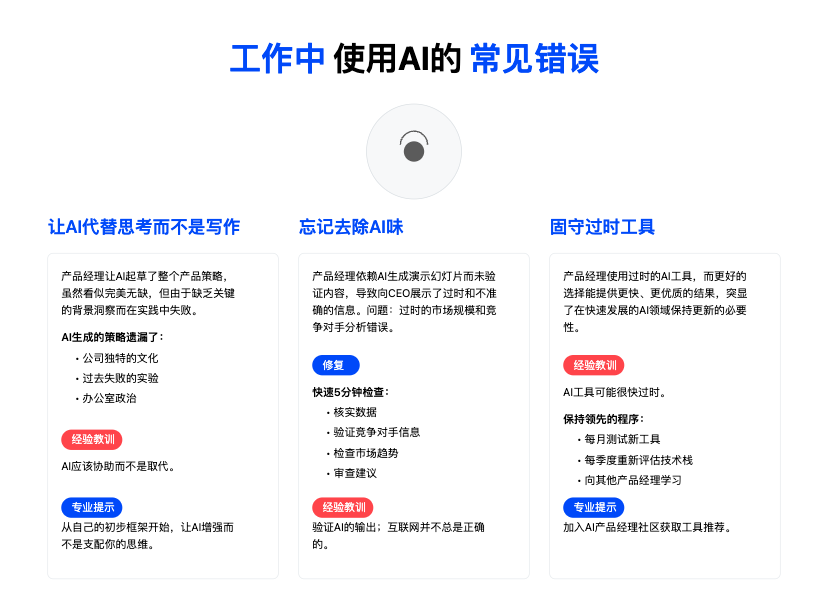 工作中 使用AI的 常见错误
让AI代替思考而不是写作
产品经理让AI起草了整个产品策略，
虽然看似完美无缺，但由于缺乏关键
的背景洞察而在实践中失败。
AI生成的策略遗漏了：
• 公司独特的文化
• 过去失败的实验
• 办公室政治
经验教训
AI应该协助而不是取代。
专业提示
从自己的初步框架开始，让AI增强而
不是支配你的思维。
忘记去除AI味
产品经理依赖AI生成演示幻灯片而未验
证内容，导致向CEO展示了过时和不准
确的信息。问题：过时的市场规模和竞
争对手分析错误。
修复
快速5分钟检查：
• 核实数据
• 验证竞争对手信息
• 检查市场趋势
• 审查建议
经验教训
验证AI的输出；互联网并不总是正确
的。
固守过时工具
产品经理使用过时的AI工具，而更好的
选择能提供更快、更优质的结果，突显
了在快速发展的AI领域保持更新的必要
性。
经验教训
AI工具可能很快过时。
保持领先的程序：
• 每月测试新工具
• 每季度重新评估技术栈
• 向其他产品经理学习
专业提示
加入AI产品经理社区获取工具推荐。